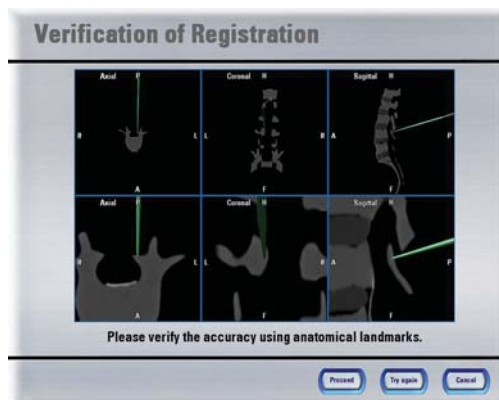 Verification of Registration
Axial P
Coronal H
Sagittal H
R L L R A P
A F F
Axial P
Coronal H
Sagittal H
R L L R A P
A F F
Please verify the accuracy using anatomical landmarks.
Proceed Try again Cancel